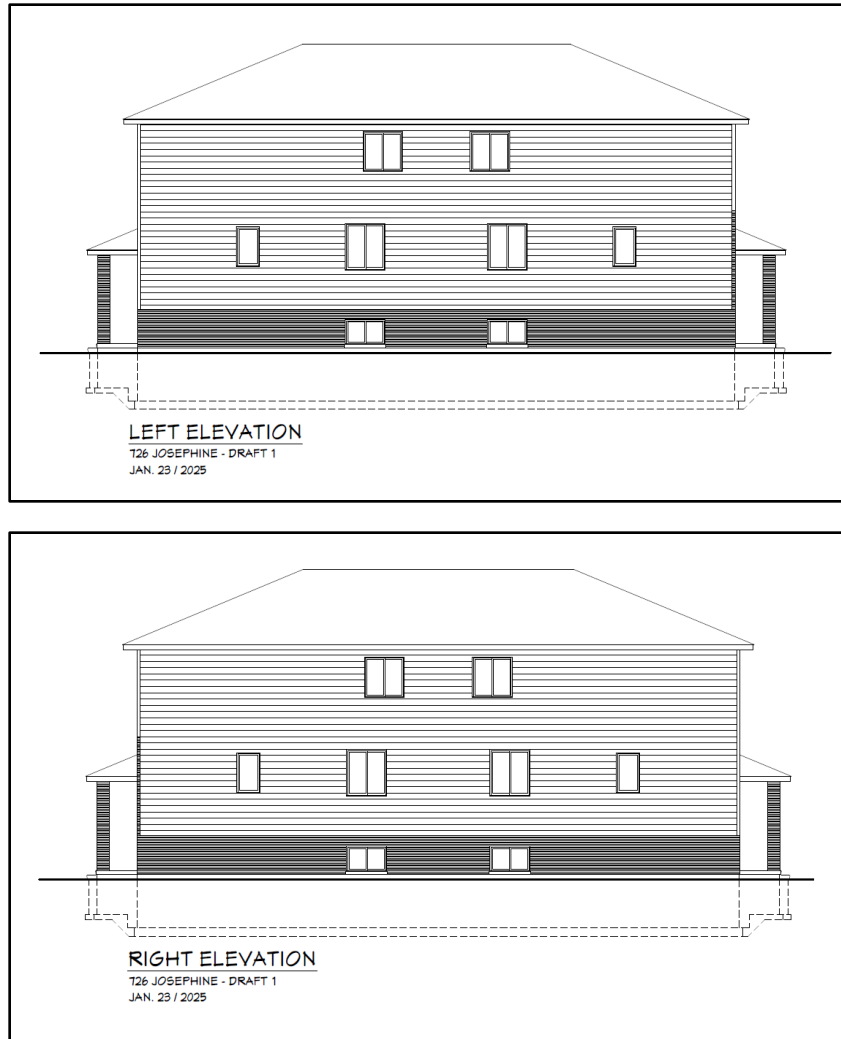 LEFT ELEVATION
726 JOSEPHINE - DRAFT 1
JAN. 23 / 2025
RIGHT ELEVATION
726 JOSEPHINE - DRAFT 1
JAN. 23 / 2025